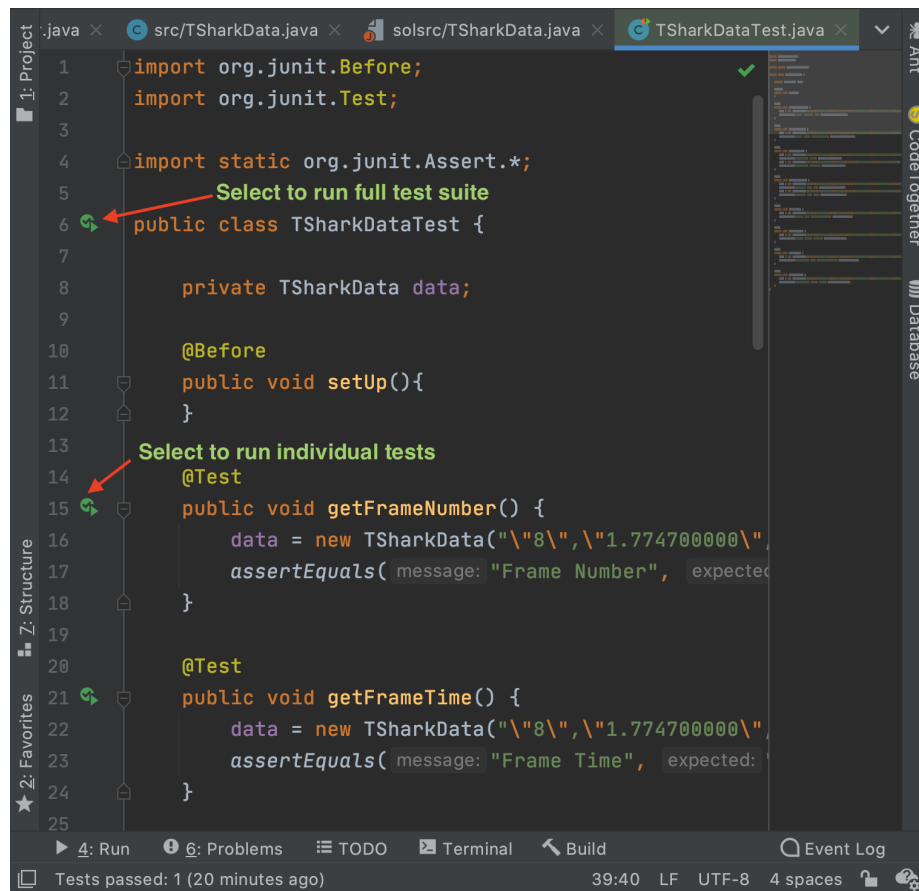 .java
src/TSharkData.java
solsrc/TSharkData.java
TSharkDataTest.java
1: Project
Ant
CodeTogether
Database
7: Structure
2: Favorites
1 import org.junit.Before;
2 import org.junit.Test;
3
4 import static org.junit.Assert.*;
5
Select to run full test suite
6 public class TSharkDataTest {
7
8 private TSharkData data;
9
10 @Before
11 public void setUp(){
12 }
13
Select to run individual tests
14 @Test
15 public void getFrameNumber() {
16 data = new TSharkData("\"8\",\"1.774700000\",
17 assertEquals( message: "Frame Number", expected
18 }
19
20 @Test
21 public void getFrameTime() {
22 data = new TSharkData("\"8\",\"1.774700000\",
23 assertEquals( message: "Frame Time", expected: "
24 }
25
4: Run 6: Problems TODO Terminal Build Event Log
Tests passed: 1 (20 minutes ago) 39:40 LF UTF-8 4 spaces